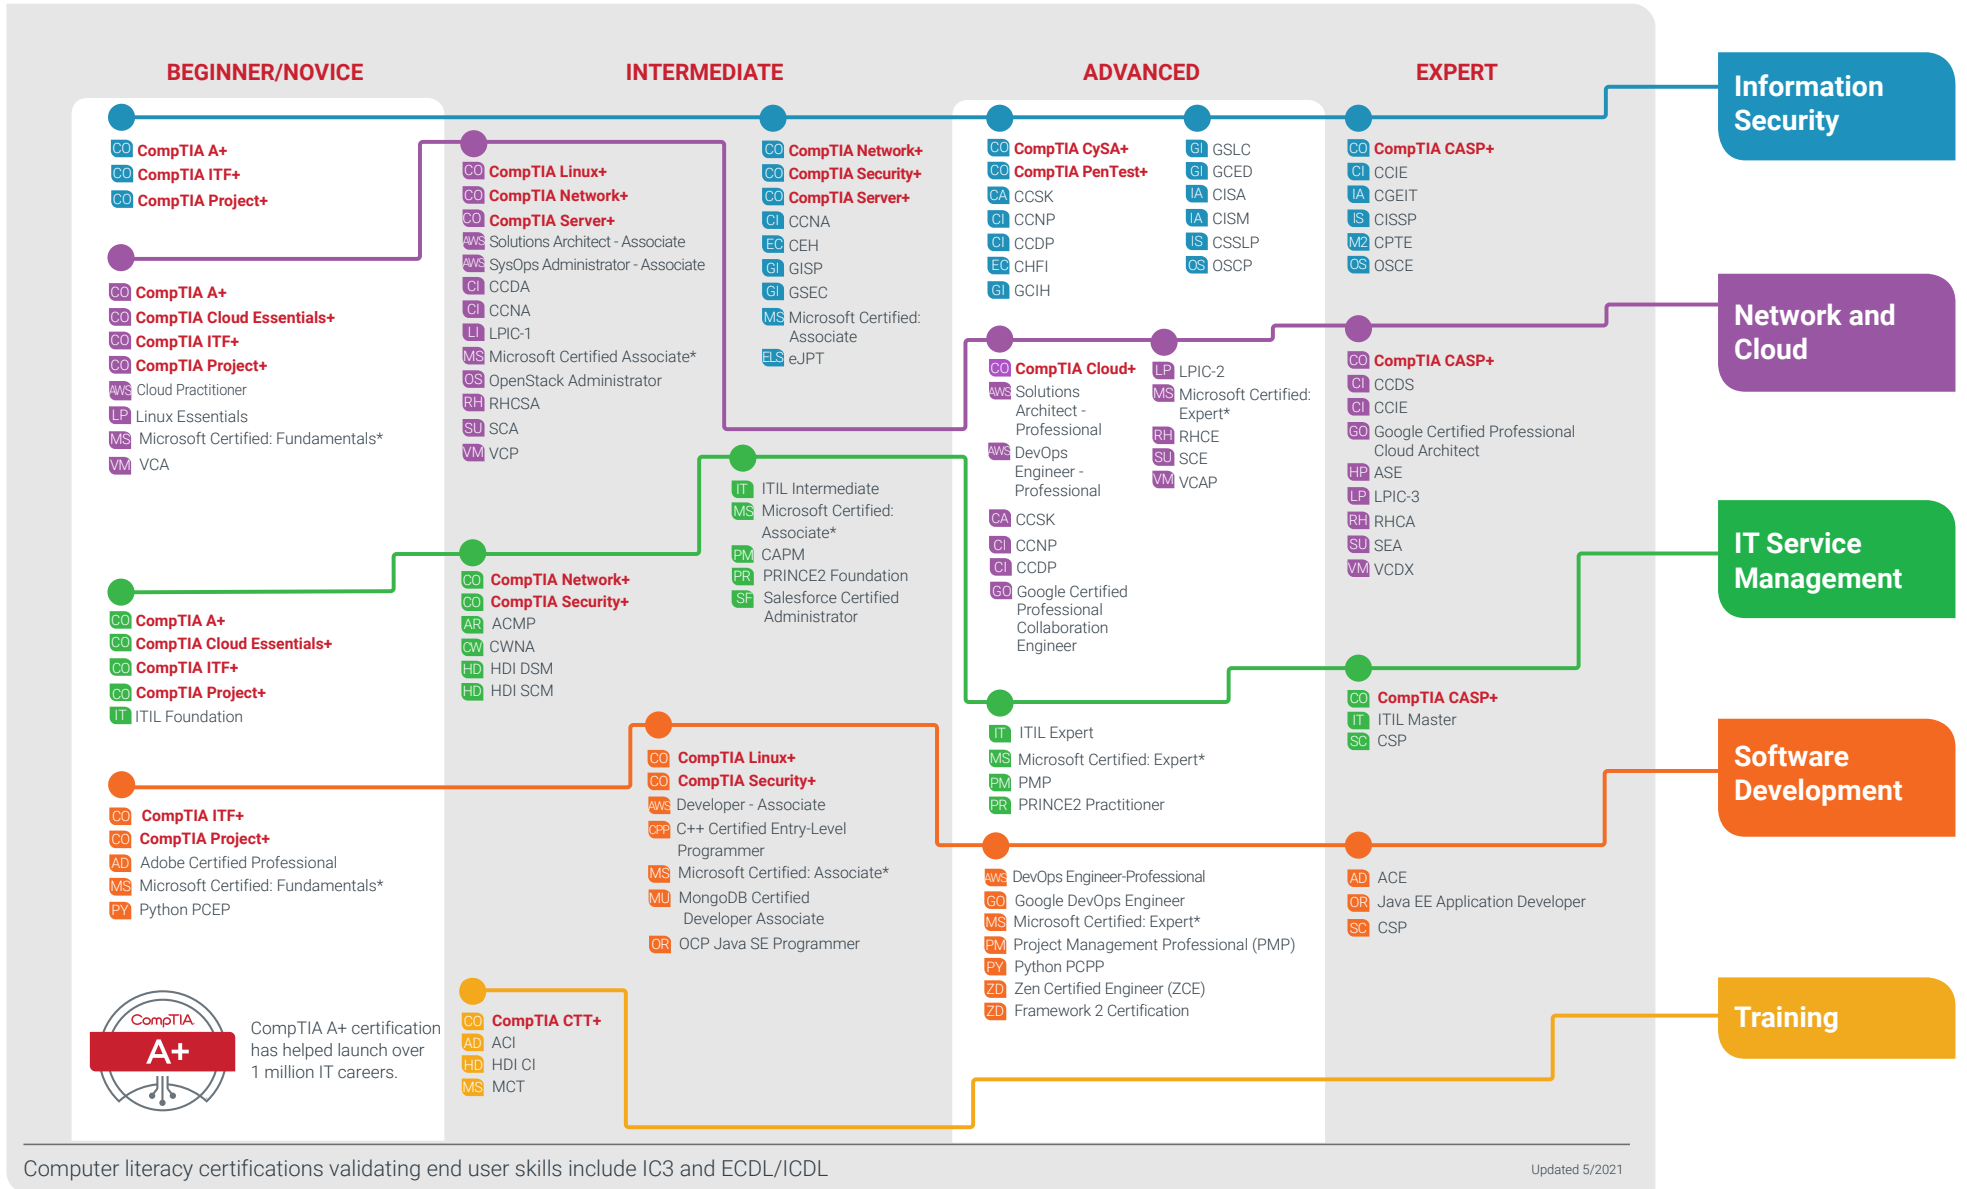 BEGINNER/NOVICE
INTERMEDIATE
ADVANCED
EXPERT
Information
Security
CO CompTIA A+
CO CompTIA ITF+
CO CompTIA Project+
CO CompTIA Network+
CO CompTIA Security+
CO CompTIA Server+
CI CCNA
EC CEH
GI GISP
GI GSEC
MS Microsoft Certified:
Associate
ELS eJPT
CO CompTIA CySA+
CO CompTIA PenTest+
CA CCSK
CI CCNP
CI CCDP
EC CHFI
GI GCIH
GI GSLC
GI GCED
IA CISA
IA CISM
IS CSSLP
OS OSCP
CO CompTIA CASP+
CI CCIE
IA CGEIT
IS CISSP
M2 CPTE
OS OSCE
Network and
Cloud
CO CompTIA A+
CO CompTIA Cloud Essentials+
CO CompTIA ITF+
CO CompTIA Project+
AWS Cloud Practitioner
LP Linux Essentials
MS Microsoft Certified: Fundamentals*
VM VCA
CO CompTIA Linux+
CO CompTIA Network+
CO CompTIA Server+
AWS Solutions Architect - Associate
AWS SysOps Administrator - Associate
CI CCDA
CI CCNA
LI LPIC-1
MS Microsoft Certified Associate*
OS OpenStack Administrator
RH RHCSA
SU SCA
VM VCP
CO CompTIA Cloud+
AWS Solutions
Architect -
Professional
AWS DevOps
Engineer -
Professional
CA CCSK
CI CCNP
CI CCDP
GO Google Certified
Professional
Collaboration
Engineer
LP LPIC-2
MS Microsoft Certified:
Expert*
RH RHCE
SU SCE
VM VCAP
CO CompTIA CASP+
CI CCDS
CI CCIE
GO Google Certified Professional
Cloud Architect
HP ASE
LP LPIC-3
RH RHCA
SU SEA
VM VCDX
IT Service
Management
CO CompTIA A+
CO CompTIA Cloud Essentials+
CO CompTIA ITF+
CO CompTIA Project+
IT ITIL Foundation
CO CompTIA Network+
CO CompTIA Security+
AR ACMP
CW CWNA
HD HDI DSM
HD HDI SCM
IT ITIL Intermediate
MS Microsoft Certified:
Associate*
PM CAPM
PR PRINCE2 Foundation
SF Salesforce Certified
Administrator
IT ITIL Expert
MS Microsoft Certified: Expert*
PM PMP
PR PRINCE2 Practitioner
CO CompTIA CASP+
IT ITIL Master
SC CSP
Software
Development
CO CompTIA ITF+
CO CompTIA Project+
AD Adobe Certified Professional
MS Microsoft Certified: Fundamentals*
PY Python PCEP
CO CompTIA Linux+
CO CompTIA Security+
AWS Developer - Associate
CPP C++ Certified Entry-Level
Programmer
MS Microsoft Certified: Associate*
MU MongoDB Certified
Developer Associate
OR OCP Java SE Programmer
AWS DevOps Engineer-Professional
GO Google DevOps Engineer
MS Microsoft Certified: Expert*
PM Project Management Professional (PMP)
PY Python PCPP
ZD Zen Certified Engineer (ZCE)
ZD Framework 2 Certification
AD ACE
OR Java EE Application Developer
SC CSP
Training
CO CompTIA CTT+
AD ACI
HD HDI CI
MS MCT
CompTIA.
A+
CompTIA A+ certification
has helped launch over
1 million IT careers.
Computer literacy certifications validating end user skills include IC3 and ECDL/ICDL
Updated 5/2021